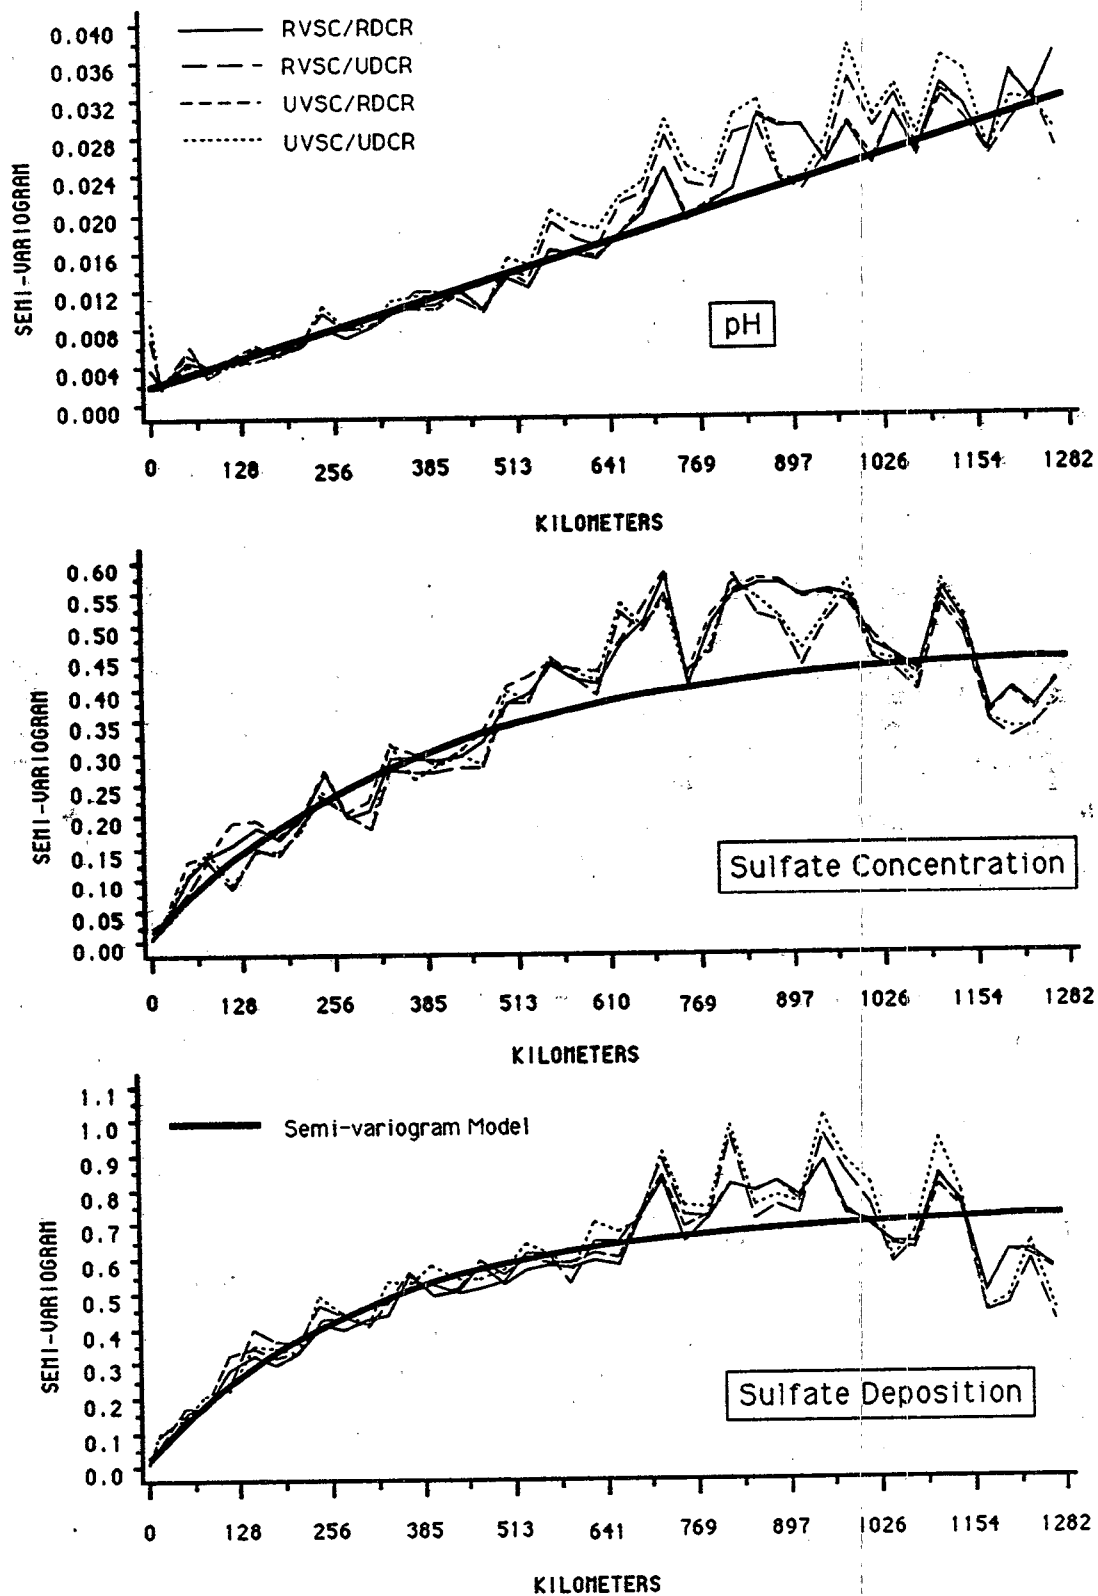 0.040
0.036
0.032
0.028
0.024
0.020
0.016
0.012
0.008
0.004
0.000
SEMI-VARIOGRAM
RVSC/RDCR
RVSC/UDCR
UVSC/RDCR
UVSC/UDCR
pH
0 128 256 385 513 641 769 897 1026 1154 1282
KILOMETERS
0.60
0.55
0.50
0.45
0.40
0.35
0.30
0.25
0.20
0.15
0.10
0.05
0.00
SEMI-VARIOGRAM
Sulfate Concentration
0 128 256 385 513 610 769 897 1026 1154 1282
KILOMETERS
1.1
1.0
0.9
0.8
0.7
0.6
0.5
0.4
0.3
0.2
0.1
0.0
SEMI-VARIOGRAM
Semi-variogram Model
Sulfate Deposition
0 128 256 385 513 641 769 897 1026 1154 1282
KILOMETERS